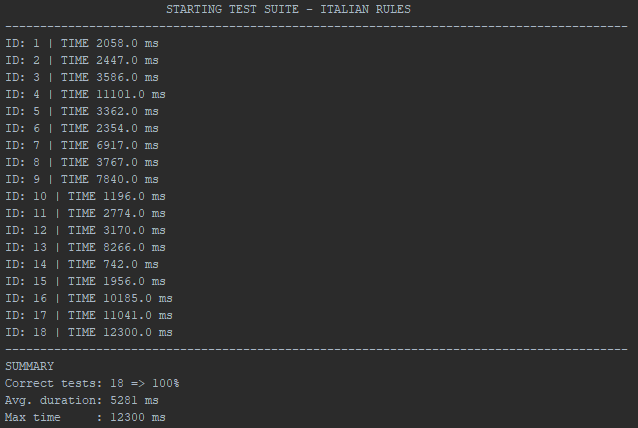 STARTING TEST SUITE - ITALIAN RULES
--------------------------------------------------------------------------------
ID: 1 | TIME 2058.0 ms
ID: 2 | TIME 2447.0 ms
ID: 3 | TIME 3586.0 ms
ID: 4 | TIME 11101.0 ms
ID: 5 | TIME 3362.0 ms
ID: 6 | TIME 2354.0 ms
ID: 7 | TIME 6917.0 ms
ID: 8 | TIME 3767.0 ms
ID: 9 | TIME 7840.0 ms
ID: 10 | TIME 1196.0 ms
ID: 11 | TIME 2774.0 ms
ID: 12 | TIME 3170.0 ms
ID: 13 | TIME 8266.0 ms
ID: 14 | TIME 742.0 ms
ID: 15 | TIME 1956.0 ms
ID: 16 | TIME 10185.0 ms
ID: 17 | TIME 11041.0 ms
ID: 18 | TIME 12300.0 ms
--------------------------------------------------------------------------------
SUMMARY
Correct tests: 18 => 100%
Avg. duration: 5281 ms
Max time     : 12300 ms